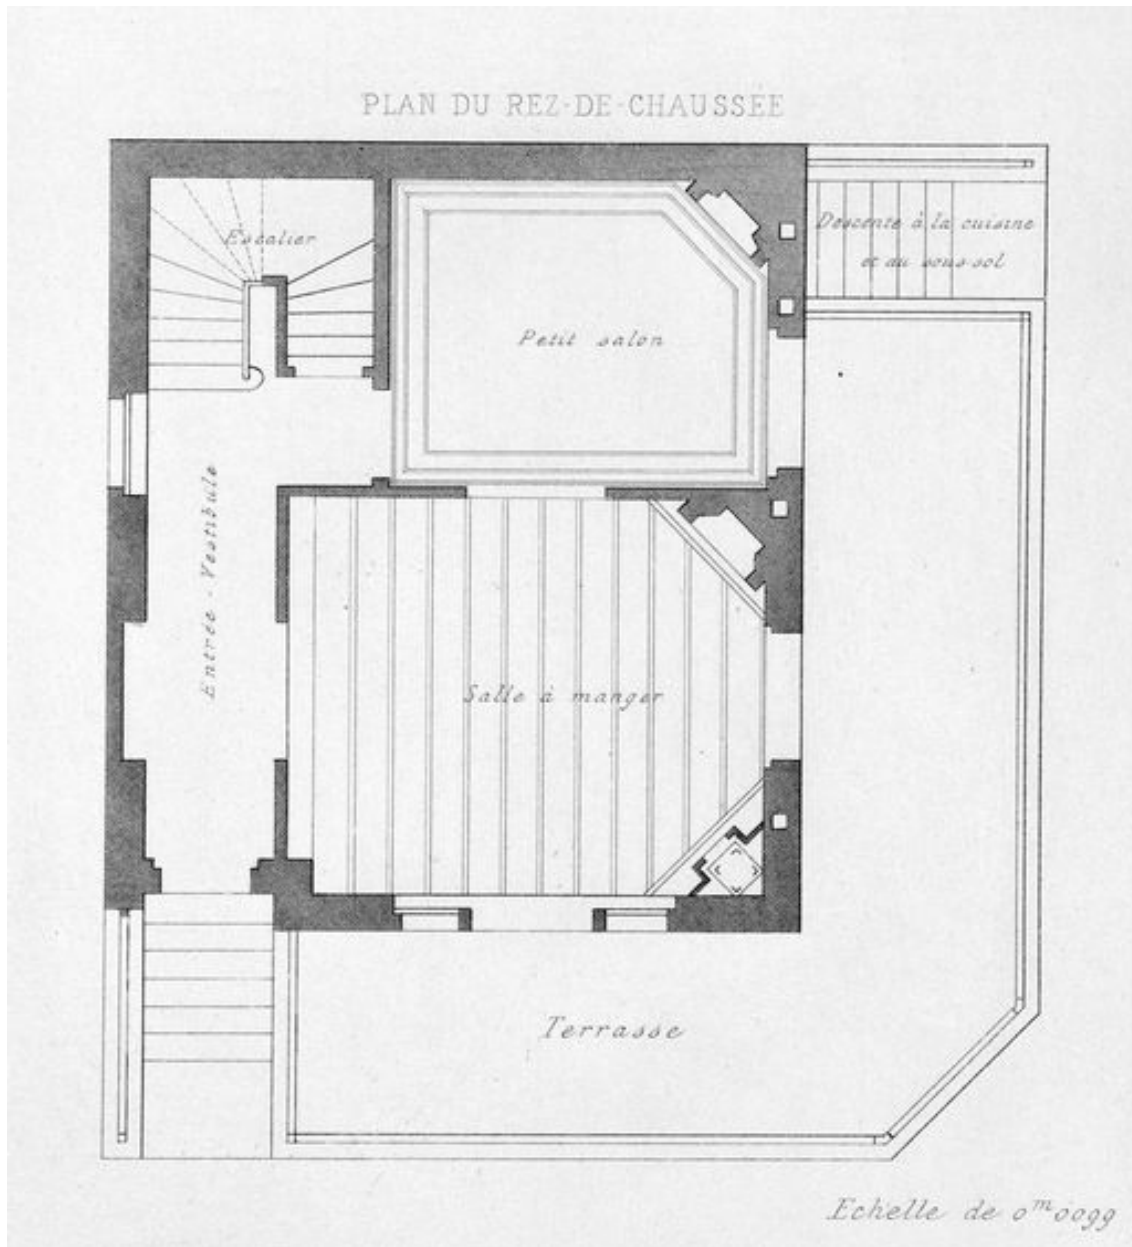 PLAN DU REZ-DE-CHAUSSÉE
Escalier
Descente à la cuisine
et au sous-sol
Petit salon
Entrée - Vestibule
Salle à manger
Terrasse
Echelle de 0m0099